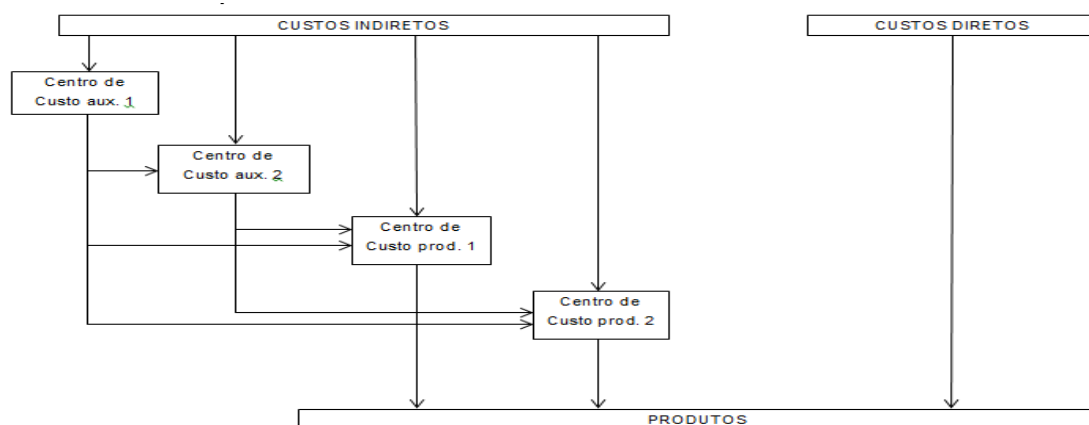 CUSTOS INDIRETOS
CUSTOS DIRETOS
Centro de
Custo aux. 1
Centro de
Custo aux. 2
Centro de
Custo prod. 1
Centro de
Custo prod. 2
PRODUTOS